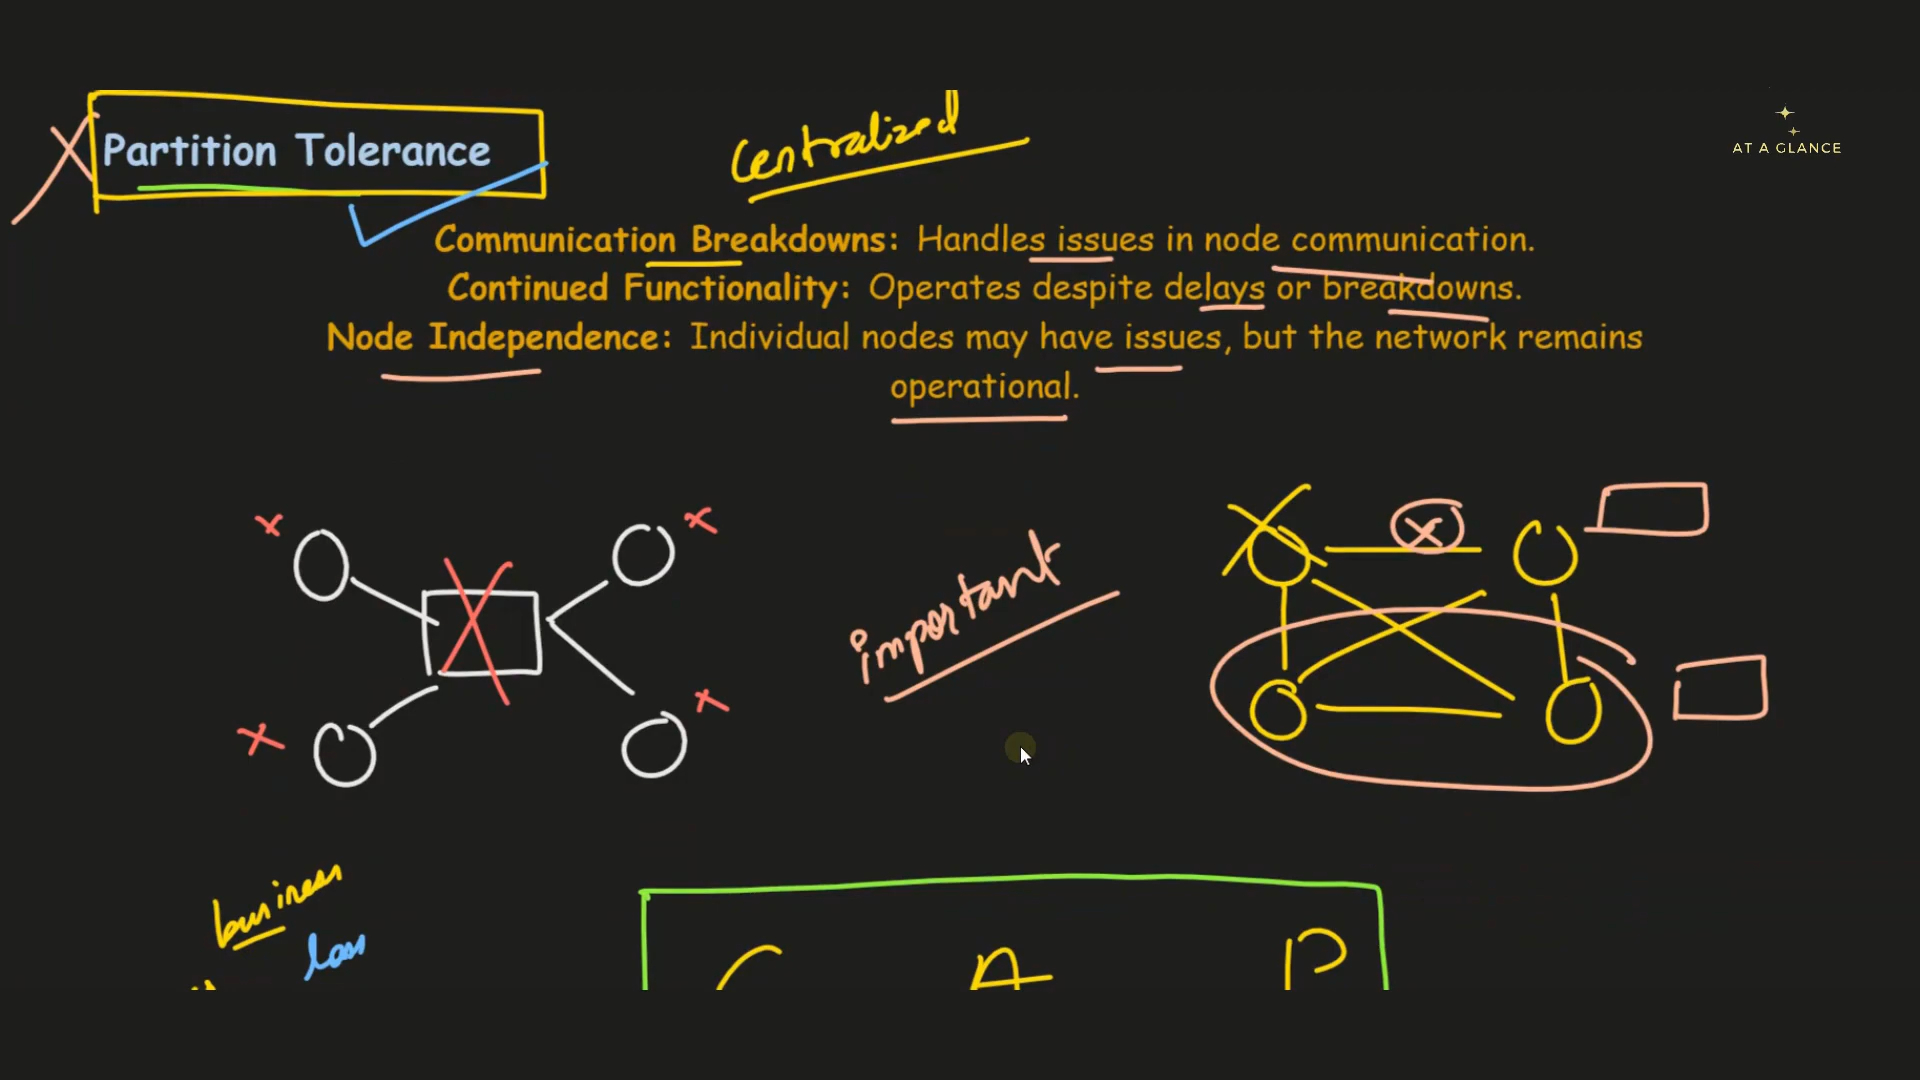 Partition Tolerance
Centralized
AT A GLANCE
Communication Breakdowns: Handles issues in node communication.
Continued Functionality: Operates despite delays or breakdowns.
Node Independence: Individual nodes may have issues, but the network remains
operational.
important
business
loss
C A P